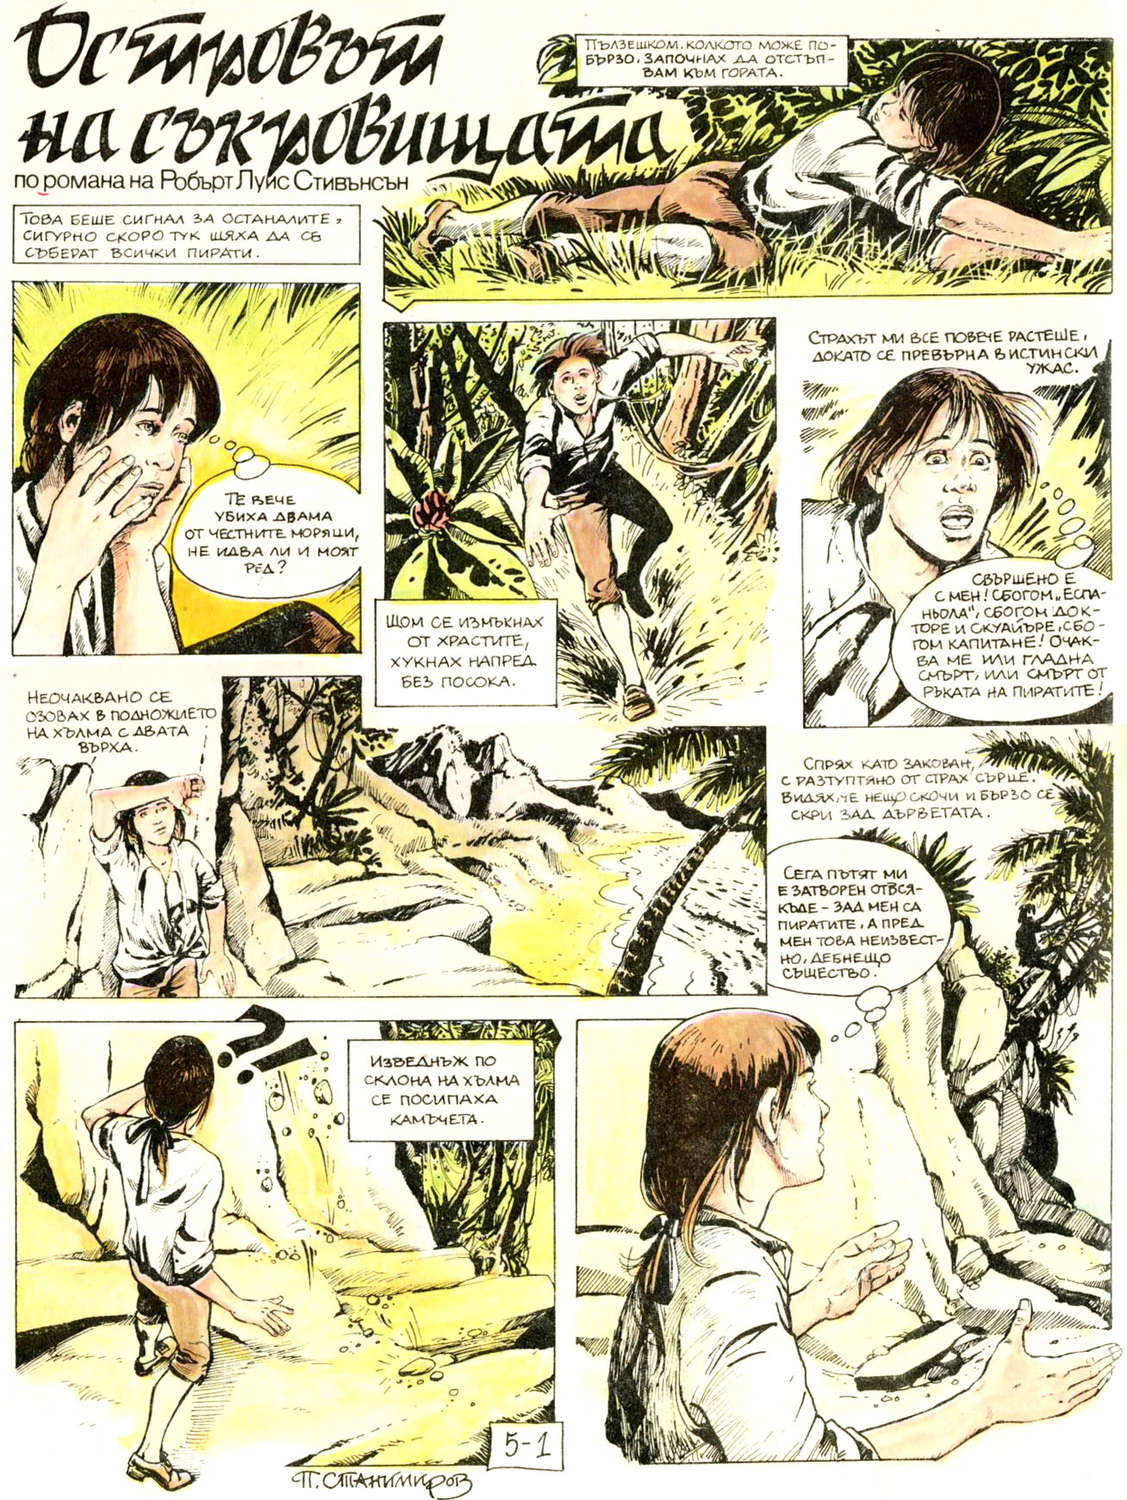 Островът
на съкровищата
по романа на Робърт Луис Стивънсън
ТОВА БЕШЕ СИГНАЛ ЗА ОСТАНАЛИТЕ,
СИГУРНО СКОРО ТУК ЩЯХА ДА СЕ
СЪБЕРАТ ВСИЧКИ ПИРАТИ.
ПЪЛЗЕШКОМ, КОЛКОТО МОЖЕ ПО-
БЪРЗО, ЗАПОЧНАХ ДА ОТСТЪП-
ВАМ КЪМ ГОРАТА.
ТЕ ВЕЧЕ
УБИХА ДВАМА
ОТ ЧЕСТНИТЕ МОРЯЦИ,
НЕ ИДВА ЛИ И МОЯТ
РЕД?
ЩОМ СЕ ИЗМЪКНАХ
ОТ ХРАСТИТЕ,
ХУКНАХ НАПРЕД
БЕЗ ПОСОКА.
СТРАХЪТ МИ ВСЕ ПОВЕЧЕ РАСТЕШЕ,
ДОКАТО СЕ ПРЕВЪРНА В ИСТИНСКИ
УЖАС.
СВЪРШЕНО Е
С МЕН! СБОГОМ „ЕСПА-
НЬОЛА“, СБОГОМ ДОК-
ТОРЕ И СКУАЙЪРЕ, СБО-
ГОМ КАПИТАНЕ! ОЧАК-
ВА МЕ ИЛИ ГЛАДНА
СМЪРТ, ИЛИ СМЪРТ ОТ
РЪКАТА НА ПИРАТИТЕ!
НЕОЧАКВАНО СЕ
ОЗОВАХ В ПОДНОЖИЕТО
НА ХЪЛМА С ДВАТА
ВЪРХА.
СПРЯХ КАТО ЗАКОВАН,
С РАЗТУПТЯНО ОТ СТРАХ СЪРЦЕ.
ВИДЯХ, ЧЕ НЕЩО СКОЧИ И БЪРЗО СЕ
СКРИ ЗАД ДЪРВЕТАТА.
СЕГА ПЪТЯТ МИ
Е ЗАТВОРЕН ОТВСЯ-
КЪДЕ - ЗАД МЕН СА
ПИРАТИТЕ, А ПРЕД
МЕН ТОВА НЕИЗВЕСТ-
НО, ДЕБНЕЩО
СЪЩЕСТВО.
?!
ИЗВЕДНЪЖ ПО
СКЛОНА НА ХЪЛМА
СЕ ПОСИПАХА
КАМЪЧЕТА.
5-1
П. СТАНИМИРОВ